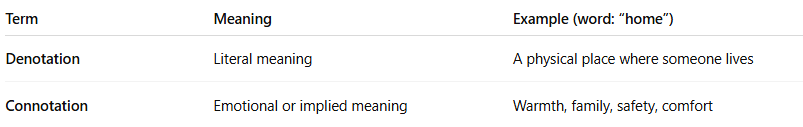 Term Meaning Example (word: “home”)
Denotation Literal meaning A physical place where someone lives
Connotation Emotional or implied meaning Warmth, family, safety, comfort